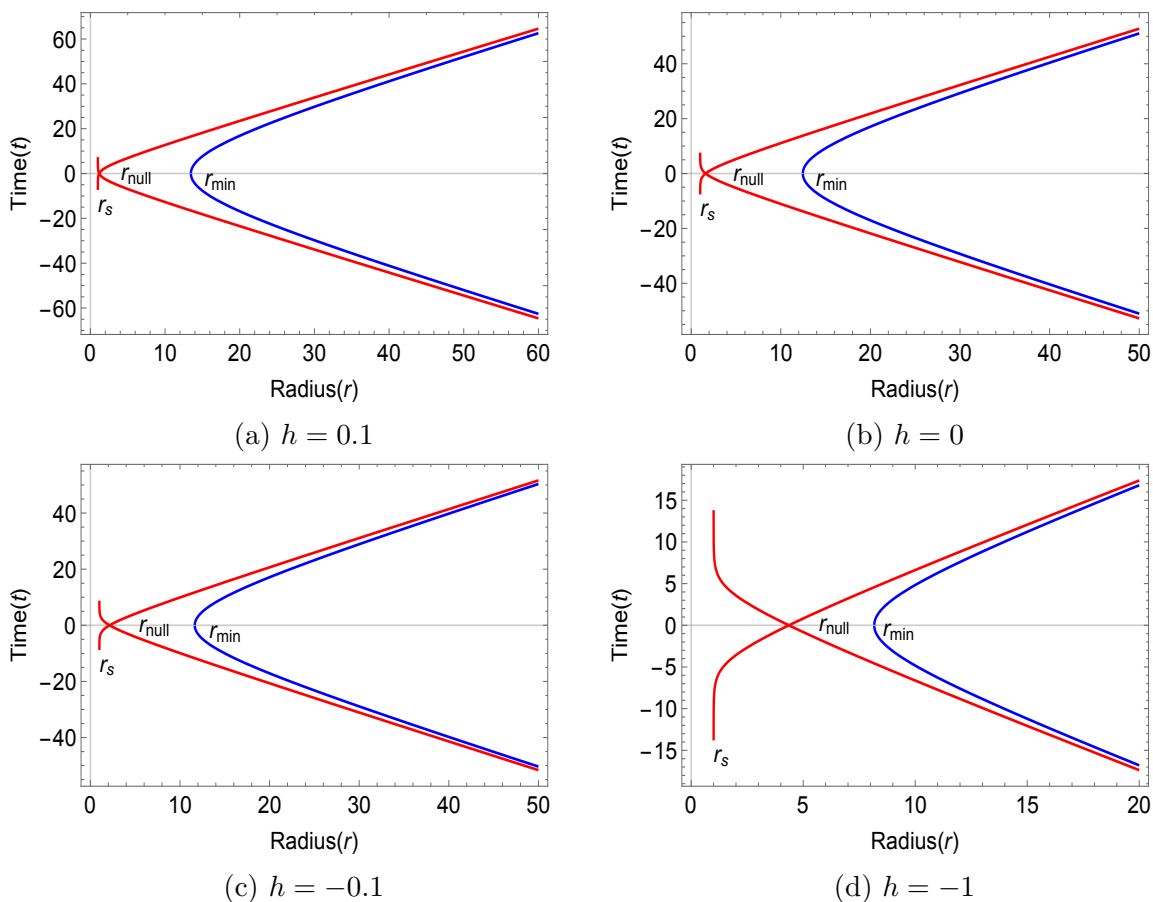 60
40
20
0
−20
−40
−60
Time(t)
r_null
r_min
r_s
0 10 20 30 40 50 60
Radius(r)
(a) h = 0.1
40
20
0
−20
−40
Time(t)
r_null
r_min
r_s
0 10 20 30 40 50
Radius(r)
(b) h = 0
40
20
0
−20
−40
Time(t)
r_null
r_min
r_s
0 10 20 30 40 50
Radius(r)
(c) h = −0.1
15
10
5
0
−5
−10
−15
Time(t)
r_null
r_min
r_s
0 5 10 15 20
Radius(r)
(d) h = −1